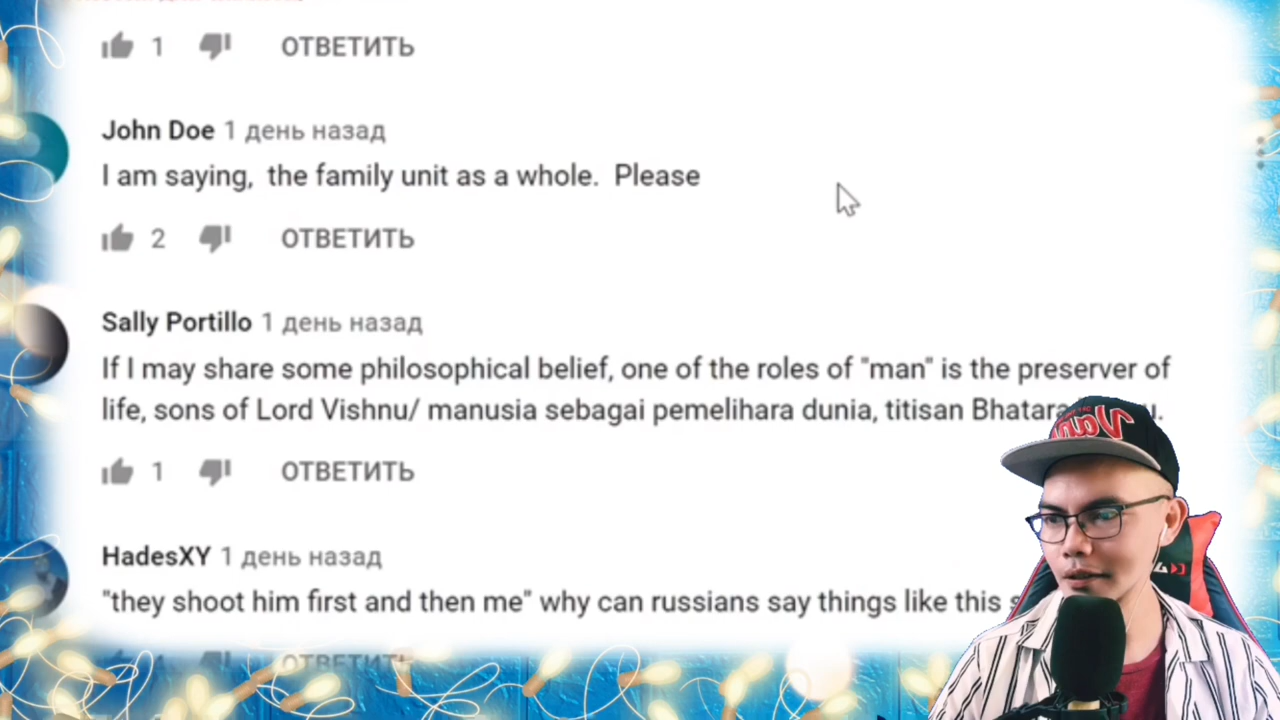 1 ОТВЕТИТЬ
John Doe 1 день назад
I am saying, the family unit as a whole. Please
2 ОТВЕТИТЬ
Sally Portillo 1 день назад
If I may share some philosophical belief, one of the roles of "man" is the preserver of
life, sons of Lord Vishnu/ manusia sebagai pemelihara dunia, titisan Bhatara
1 ОТВЕТИТЬ
HadesXY 1 день назад
"they shoot him first and then me" why can russians say things like this
ОТВЕТИТЬ